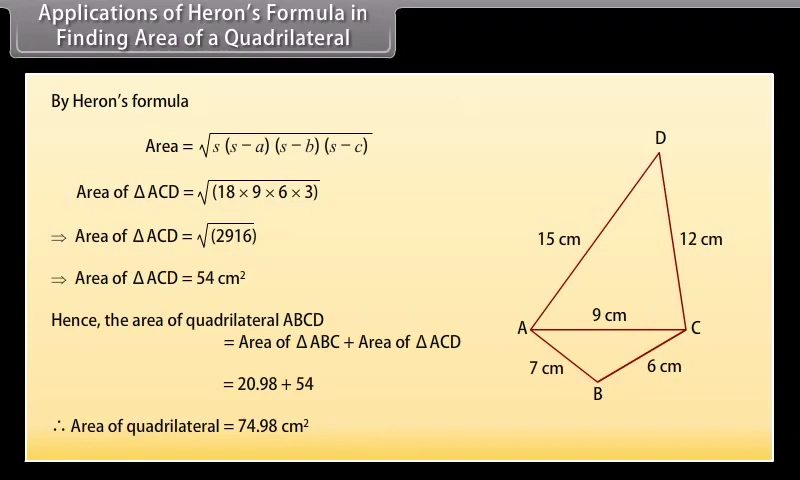 Applications of Heron's Formula in
Finding Area of a Quadrilateral
By Heron's formula
Area = √s (s − a) (s − b) (s − c)
Area of Δ ACD = √(18 × 9 × 6 × 3)
⇒ Area of Δ ACD = √(2916)
⇒ Area of Δ ACD = 54 cm²
Hence, the area of quadrilateral ABCD
= Area of Δ ABC + Area of Δ ACD
= 20.98 + 54
∴ Area of quadrilateral = 74.98 cm²
D
15 cm
12 cm
9 cm
A
C
7 cm
6 cm
B